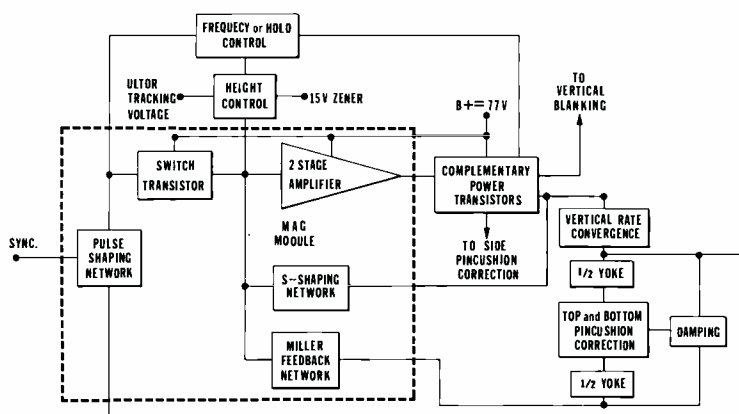 FREQUECY or HOLD
CONTROL
ULTOR
TRACKING
VOLTAGE
HEIGHT
CONTROL
15V ZENER
B+=77V
TO
VERTICAL
BLANKING
SWITCH
TRANSISTOR
2 STAGE
AMPLIFIER
COMPLEMENTARY
POWER
TRANSISTORS
MAG
MODULE
SYNC.
PULSE
SHAPING
NETWORK
TO SIDE
PINCUSHION
CORRECTION
VERTICAL RATE
CONVERGENCE
S-SHAPING
NETWORK
1/2 YOKE
TOP and BOTTOM
PINCUSHION
CORRECTION
DAMPING
MILLER
FEEDBACK
NETWORK
1/2 YOKE